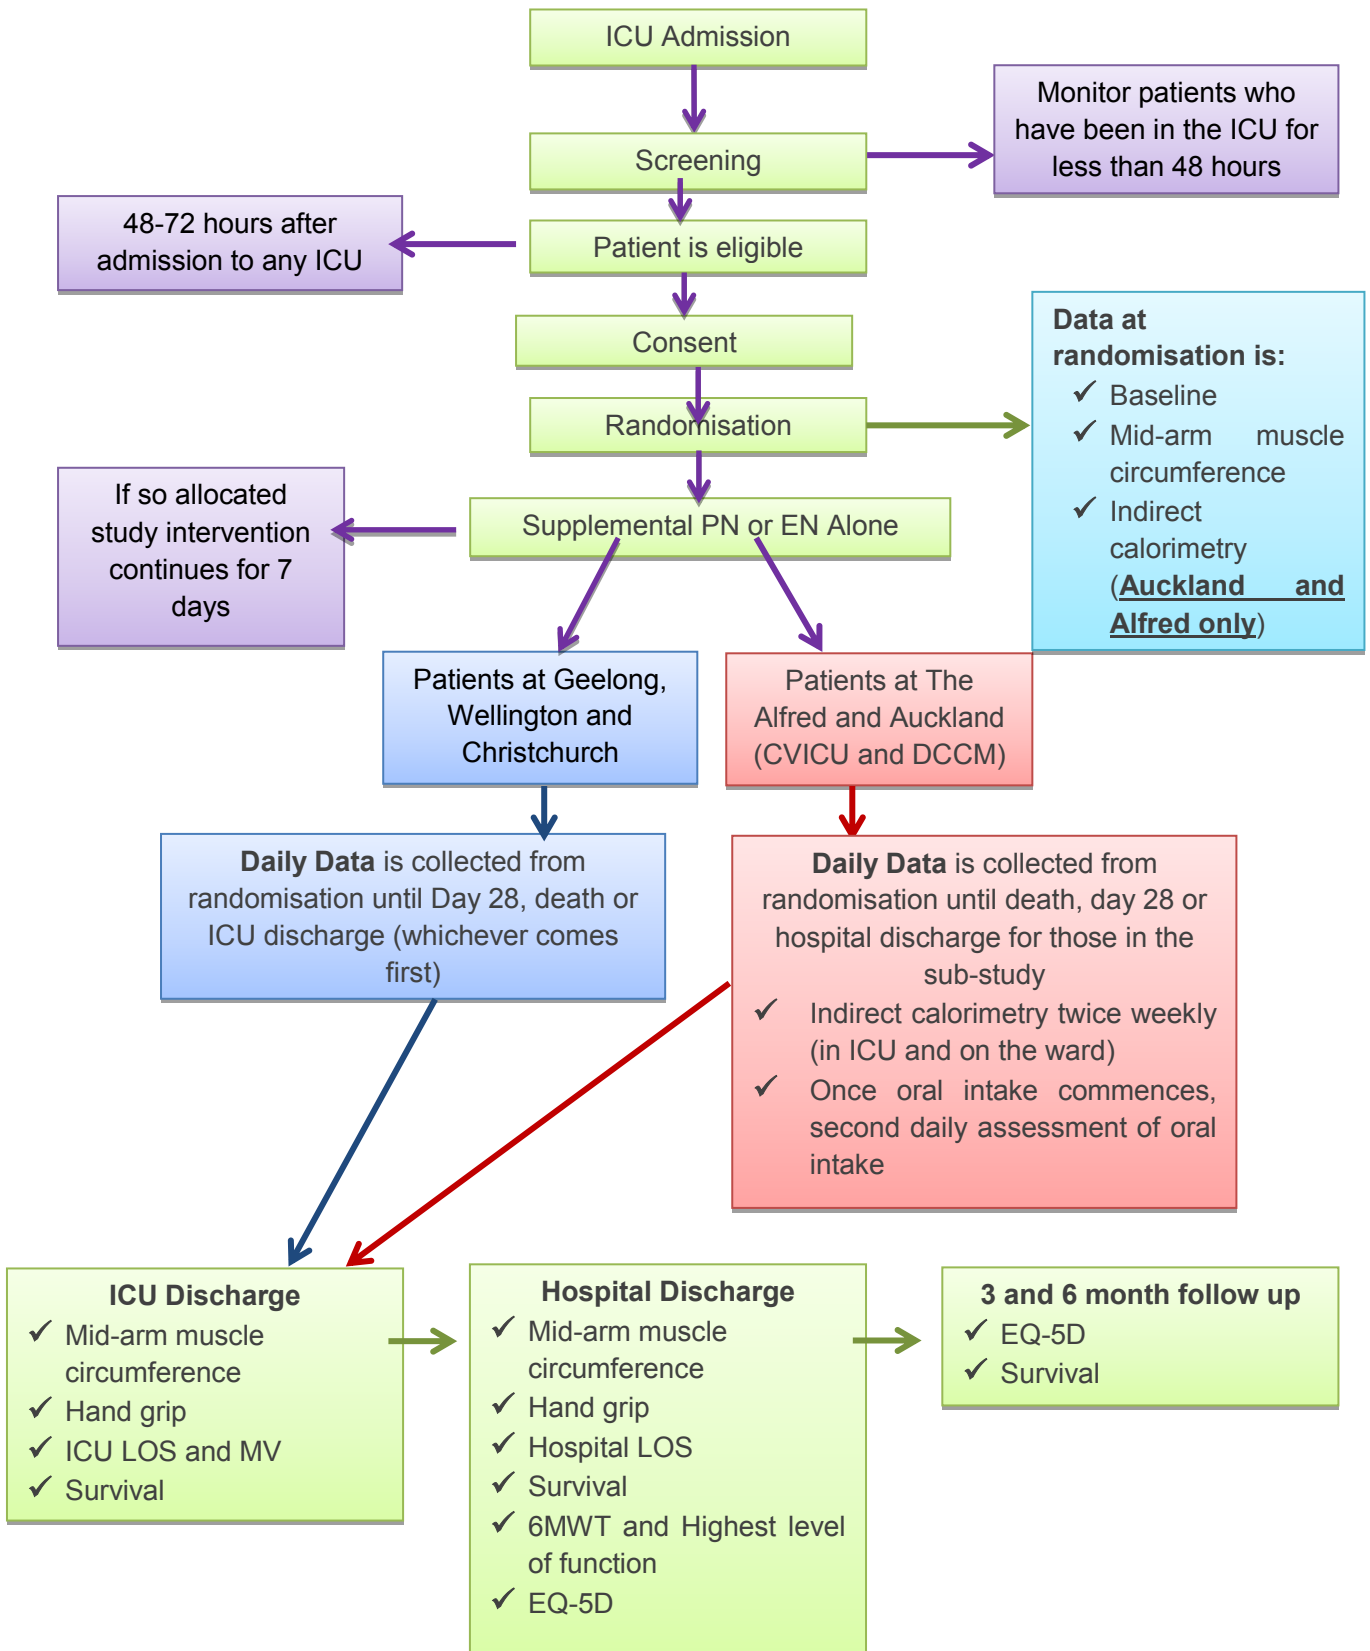 ICU Admission
Monitor patients who
have been in the ICU for
less than 48 hours
Screening
48-72 hours after
admission to any ICU
Patient is eligible
Consent
Data at
randomisation is:
✓ Baseline
✓ Mid-arm muscle
circumference
✓ Indirect
calorimetry
(Auckland and
Alfred only)
Randomisation
If so allocated
study intervention
continues for 7
days
Supplemental PN or EN Alone
Patients at Geelong,
Wellington and
Christchurch
Patients at The
Alfred and Auckland
(CVICU and DCCM)
Daily Data is collected from
randomisation until Day 28, death or
ICU discharge (whichever comes
first)
Daily Data is collected from
randomisation until death, day 28 or
hospital discharge for those in the
sub-study
✓ Indirect calorimetry twice weekly
(in ICU and on the ward)
✓ Once oral intake commences,
second daily assessment of oral
intake
ICU Discharge
✓ Mid-arm muscle
circumference
✓ Hand grip
✓ ICU LOS and MV
✓ Survival
Hospital Discharge
✓ Mid-arm muscle
circumference
✓ Hand grip
✓ Hospital LOS
✓ Survival
✓ 6MWT and Highest level
of function
✓ EQ-5D
3 and 6 month follow up
✓ EQ-5D
✓ Survival